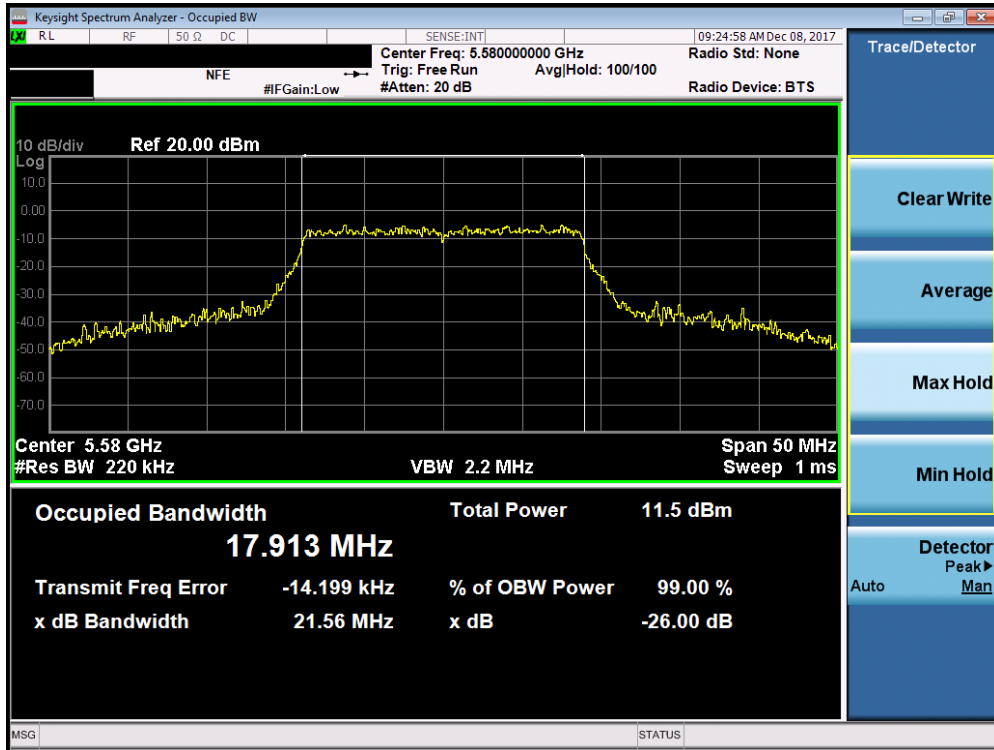 Keysight Spectrum Analyzer - Occupied BW
LXI RL RF 50 Ω DC SENSE:INT 09:24:58 AM Dec 08, 2017
Center Freq: 5.580000000 GHz Radio Std: None
NFE Trig: Free Run Avg|Hold: 100/100
#IFGain:Low #Atten: 20 dB Radio Device: BTS
10 dB/div Ref 20.00 dBm
Log
10.0
0.00
-10.0
-20.0
-30.0
-40.0
-50.0
-60.0
-70.0
Center 5.58 GHz Span 50 MHz
#Res BW 220 kHz VBW 2.2 MHz Sweep 1 ms
Occupied Bandwidth Total Power 11.5 dBm
17.913 MHz
Transmit Freq Error -14.199 kHz % of OBW Power 99.00 %
x dB Bandwidth 21.56 MHz x dB -26.00 dB
MSG STATUS
Trace/Detector
Clear Write
Average
Max Hold
Min Hold
Detector
Peak▶
Auto Man